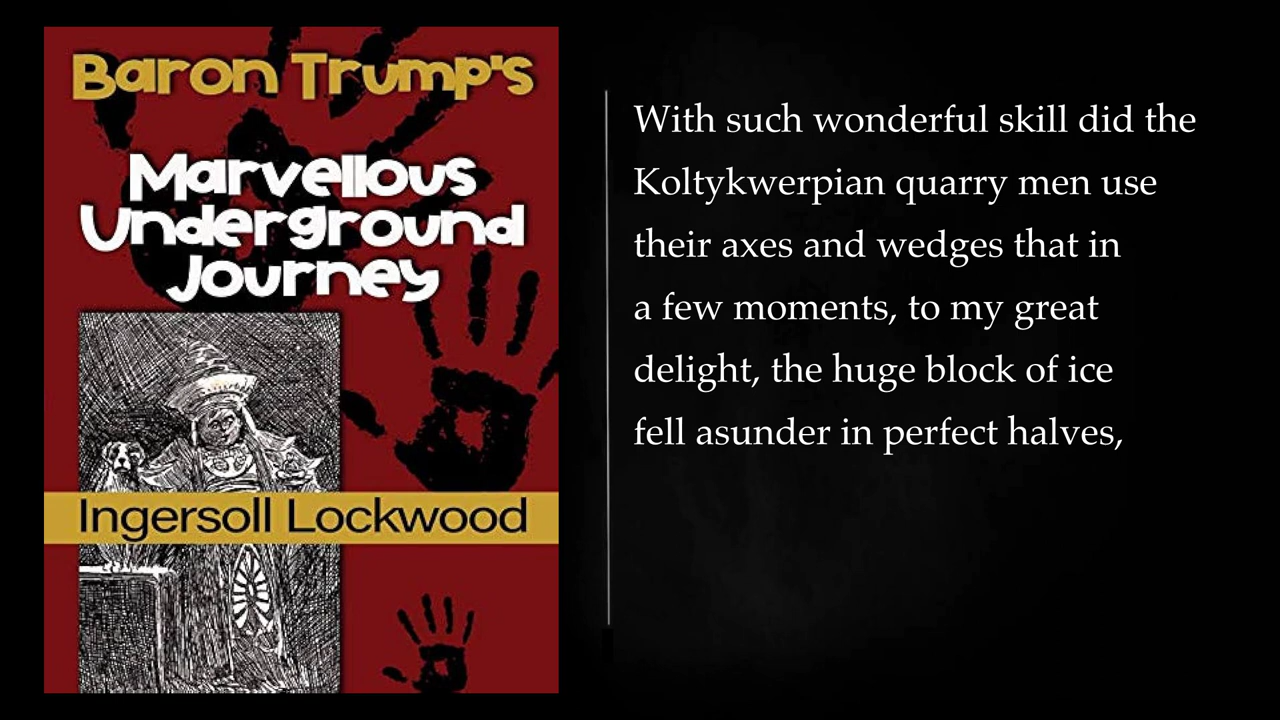 Baron Trump's
Marvellous
Underground
Journey
Ingersoll Lockwood
With such wonderful skill did the
Koltykwerpian quarry men use
their axes and wedges that in
a few moments, to my great
delight, the huge block of ice
fell asunder in perfect halves,